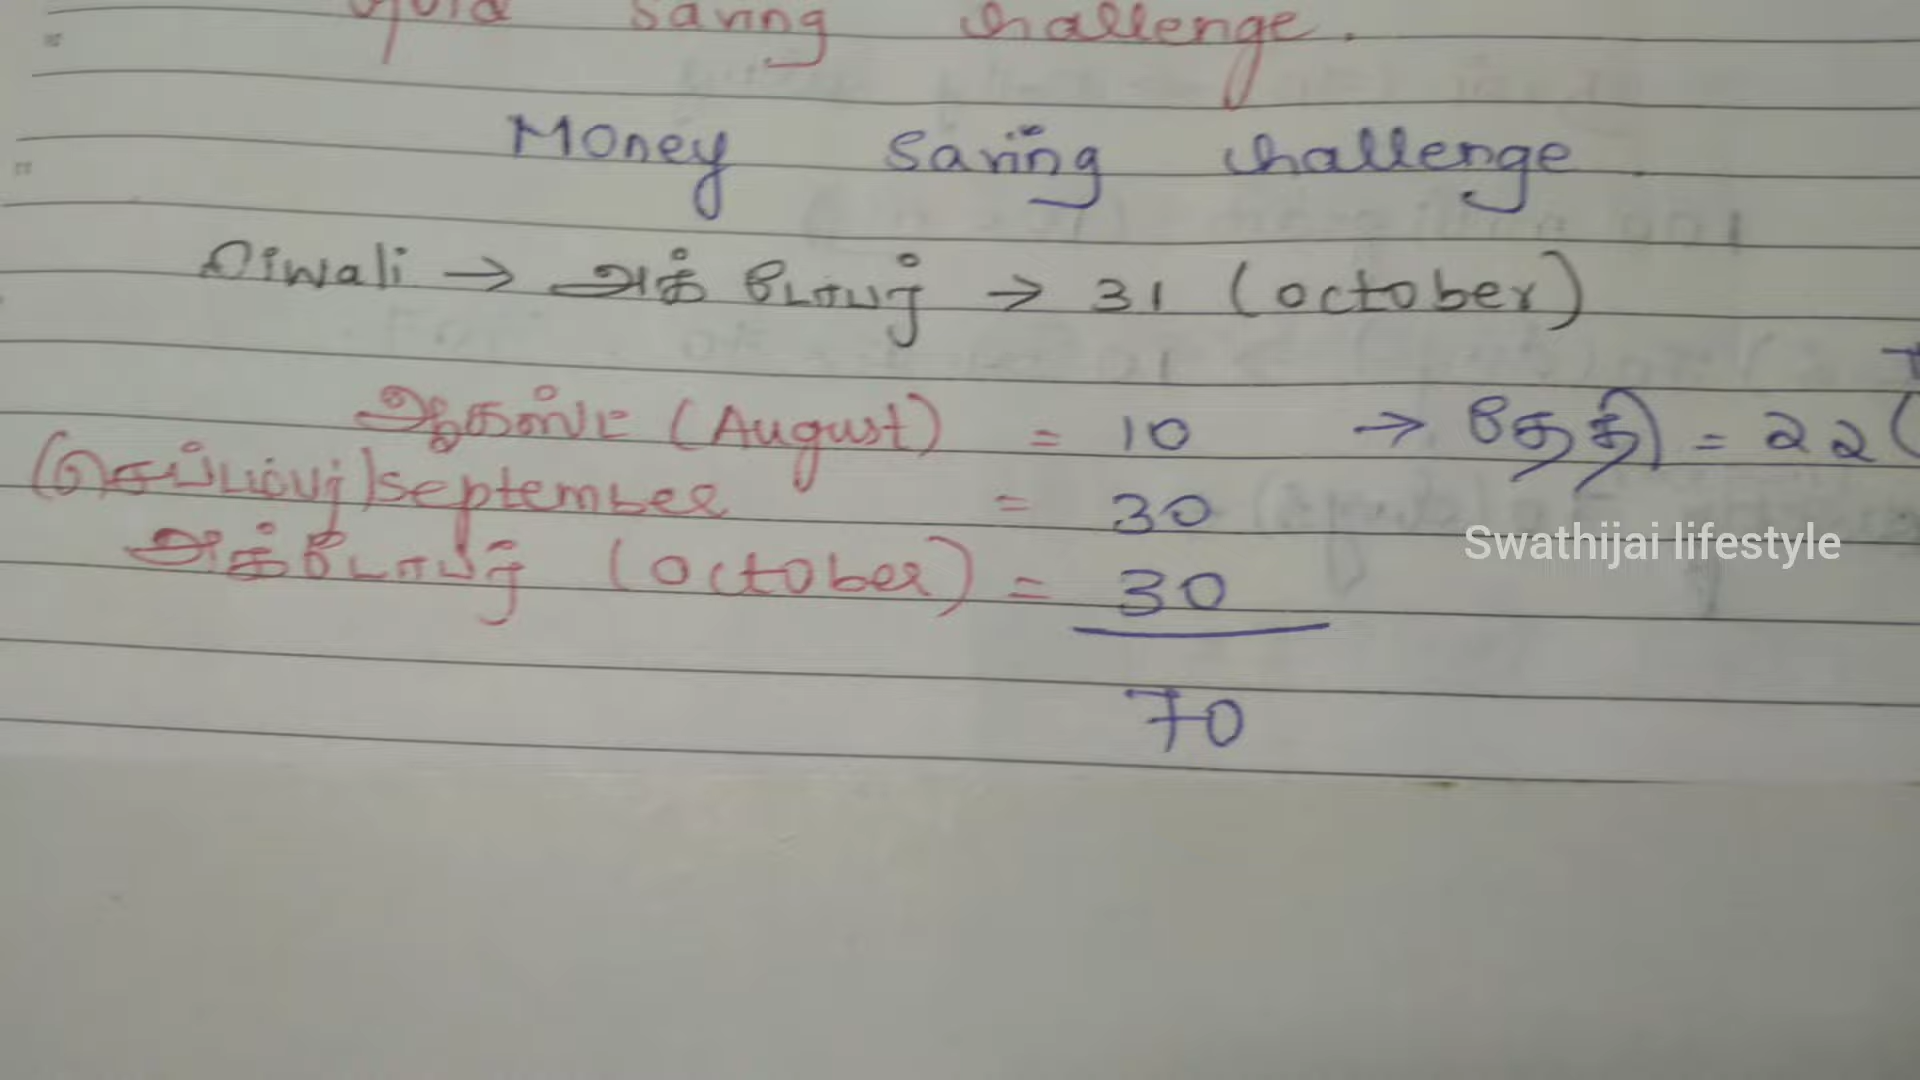 gold saving challenge.
Money saving challenge
Diwali → அக்டோபர் → 31 (october)
ஆகஸ்ட் (August) = 10 → தேதி = 22 (
(செப்டம்பர்) september = 30
அக்டோபர் (october) = 30
70
Swathijai lifestyle